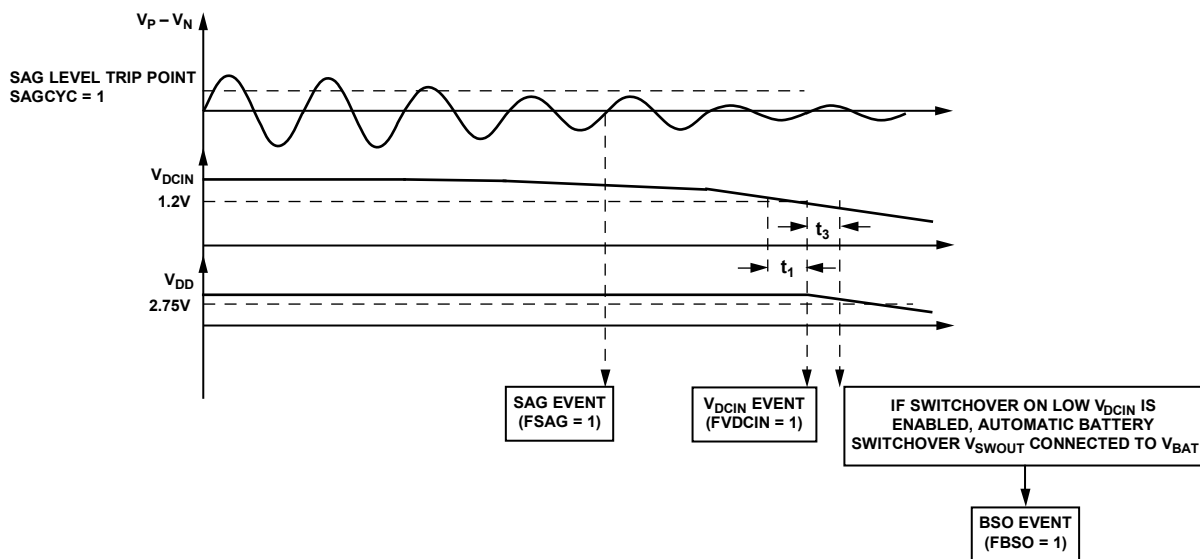 VP – VN
SAG LEVEL TRIP POINT
SAGCYC = 1
VDCIN
1.2V
t3
t1
VDD
2.75V
SAG EVENT
(FSAG = 1)
VDCIN EVENT
(FVDCIN = 1)
IF SWITCHOVER ON LOW VDCIN IS
ENABLED, AUTOMATIC BATTERY
SWITCHOVER VSWOUT CONNECTED TO VBAT
BSO EVENT
(FBSO = 1)